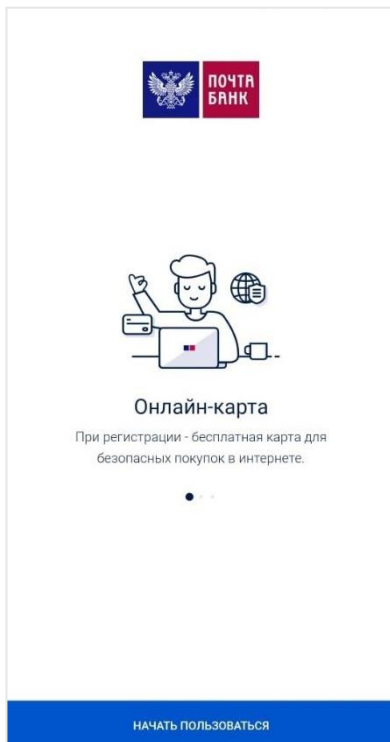 ПОЧТА
БАНК
Онлайн-карта
При регистрации - бесплатная карта для
безопасных покупок в интернете.
НАЧАТЬ ПОЛЬЗОВАТЬСЯ